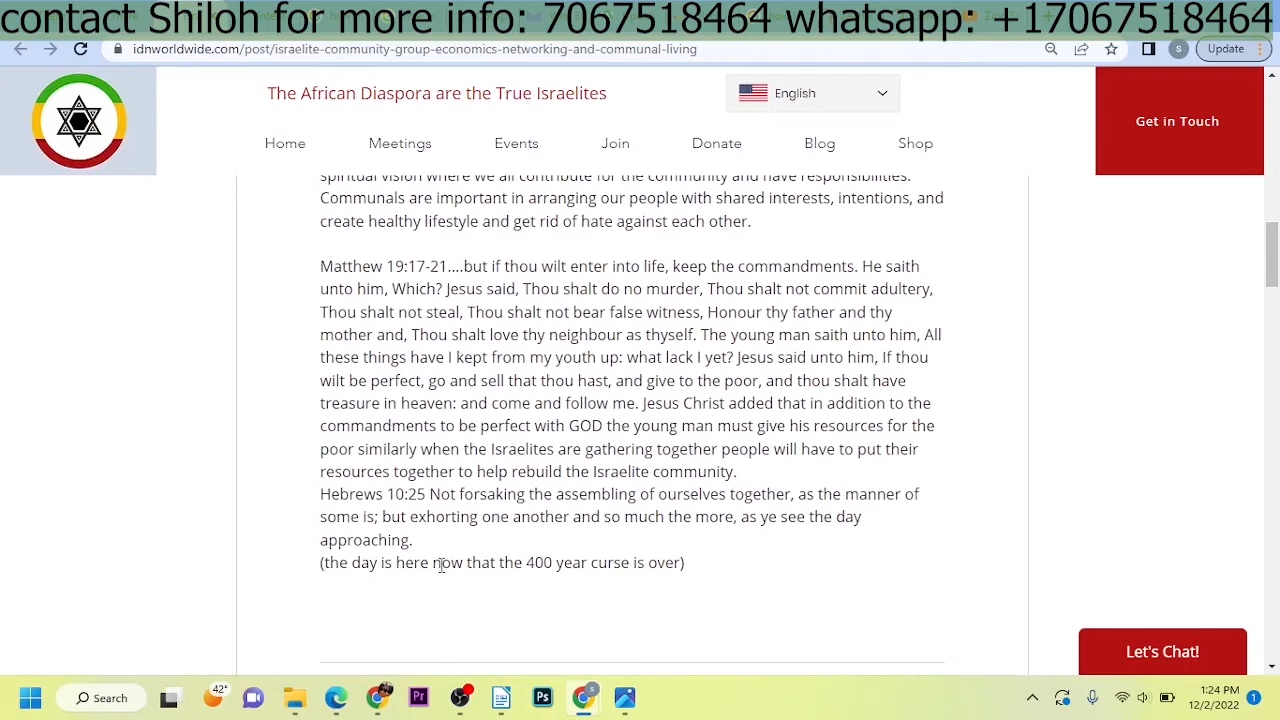 contact Shiloh for more info: 7067518464 whatsapp: +17067518464
idnworldwide.com/post/israelite-community-group-economics-networking-and-communal-living
S
Update
The African Diaspora are the True Israelites
English
Get in Touch
Home Meetings Events Join Donate Blog Shop
spiritual vision where we all contribute for the community and have responsibilities.
Communals are important in arranging our people with shared interests, intentions, and
create healthy lifestyle and get rid of hate against each other.
Matthew 19:17-21....but if thou wilt enter into life, keep the commandments. He saith
unto him, Which? Jesus said, Thou shalt do no murder, Thou shalt not commit adultery,
Thou shalt not steal, Thou shalt not bear false witness, Honour thy father and thy
mother and, Thou shalt love thy neighbour as thyself. The young man saith unto him, All
these things have I kept from my youth up: what lack I yet? Jesus said unto him, If thou
wilt be perfect, go and sell that thou hast, and give to the poor, and thou shalt have
treasure in heaven: and come and follow me. Jesus Christ added that in addition to the
commandments to be perfect with GOD the young man must give his resources for the
poor similarly when the Israelites are gathering together people will have to put their
resources together to help rebuild the Israelite community.
Hebrews 10:25 Not forsaking the assembling of ourselves together, as the manner of
some is; but exhorting one another and so much the more, as ye see the day
approaching.
(the day is here now that the 400 year curse is over)
Let's Chat!
Search
42°
Pr
Ps
1:24 PM
12/2/2022
1